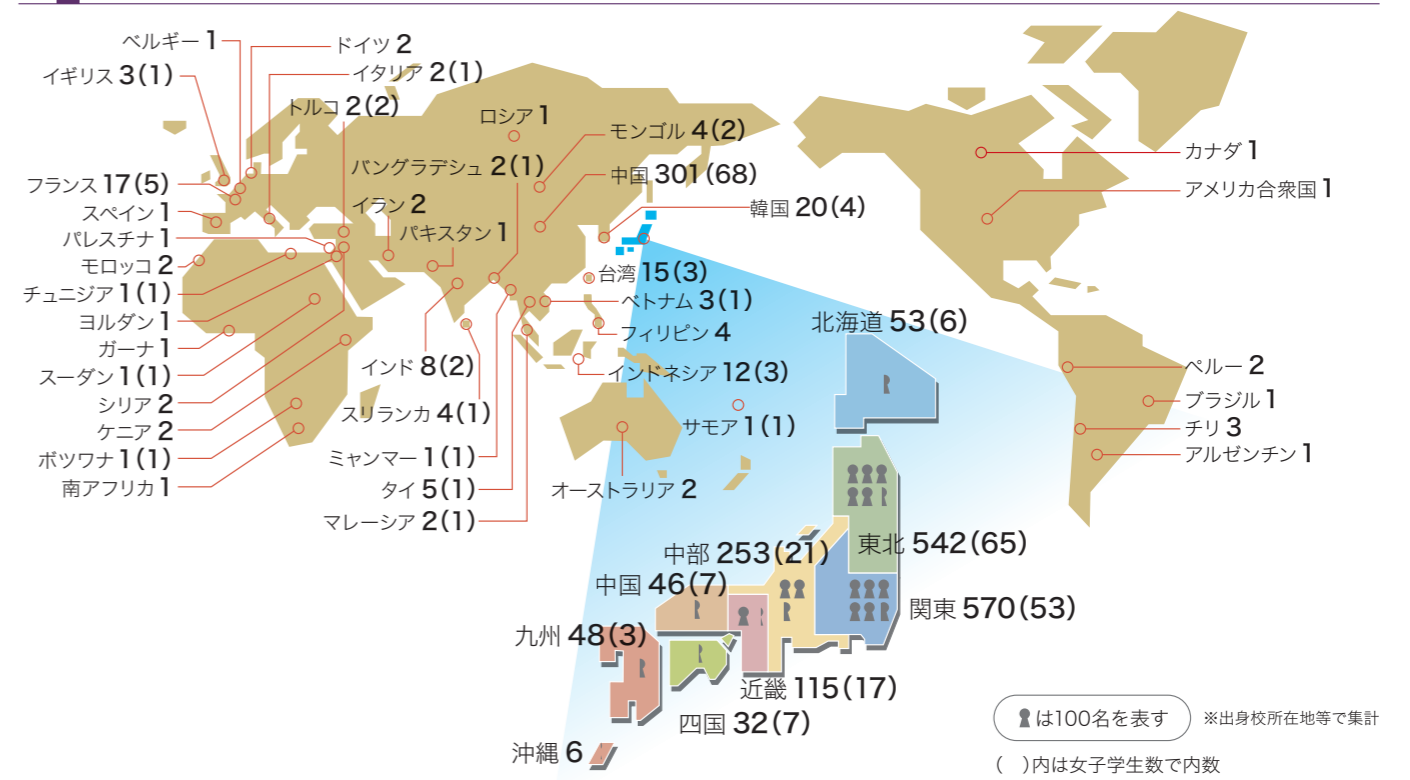 ベルギー 1
ドイツ 2
イギリス 3(1)
イタリア 2(1)
トルコ 2(2)
ロシア 1
モンゴル 4(2)
バングラデシュ 2(1)
中国 301(68)
フランス 17(5)
スペイン 1
イラン 2
韓国 20(4)
パレスチナ 1
パキスタン 1
モロッコ 2
台湾 15(3)
チュニジア 1(1)
ベトナム 3(1)
ヨルダン 1
フィリピン 4
ガーナ 1
インド 8(2)
インドネシア 12(3)
スーダン 1(1)
シリア 2
スリランカ 4(1)
サモア 1(1)
ケニア 2
ボツワナ 1(1)
ミャンマー 1(1)
南アフリカ 1
タイ 5(1)
オーストラリア 2
マレーシア 2(1)
カナダ 1
アメリカ合衆国 1
ペルー 2
ブラジル 1
チリ 3
アルゼンチン 1
北海道 53(6)
東北 542(65)
中部 253(21)
中国 46(7)
関東 570(53)
九州 48(3)
近畿 115(17)
四国 32(7)
沖縄 6
は100名を表す
※出身校所在地等で集計
(　)内は女子学生数で内数